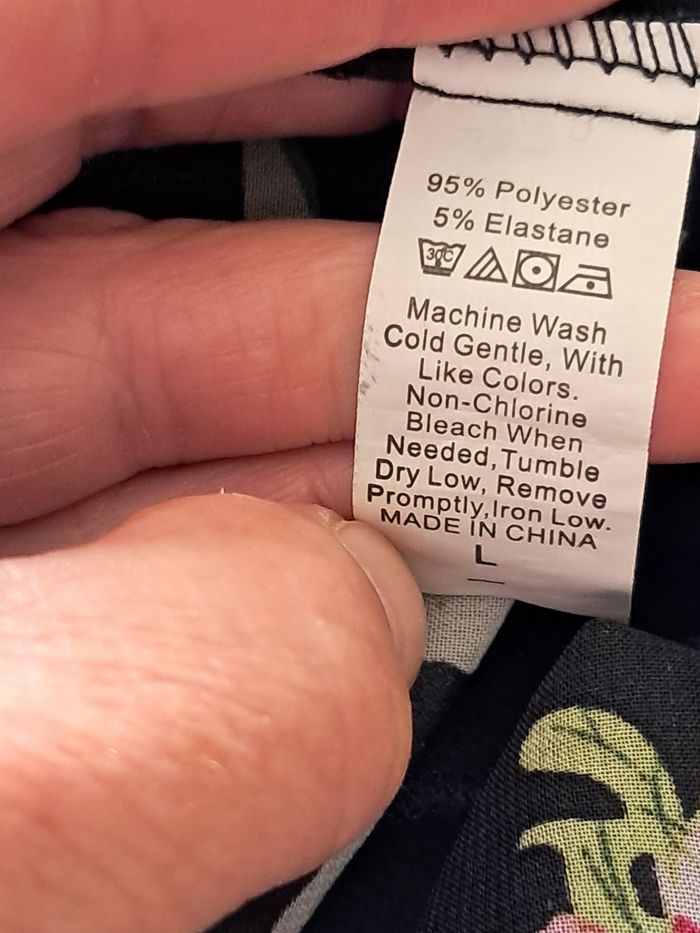 95% Polyester
5% Elastane
30C
Machine Wash
Cold Gentle, With
Like Colors.
Non-Chlorine
Bleach When
Needed,Tumble
Dry Low, Remove
Promptly,Iron Low.
MADE IN CHINA
L